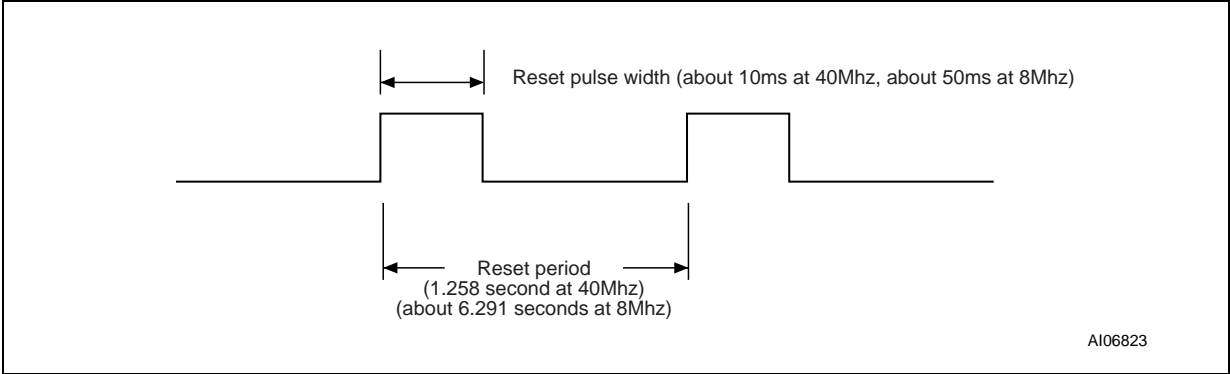 Reset pulse width (about 10ms at 40Mhz, about 50ms at 8Mhz)
Reset period
(1.258 second at 40Mhz)
(about 6.291 seconds at 8Mhz)
AI06823